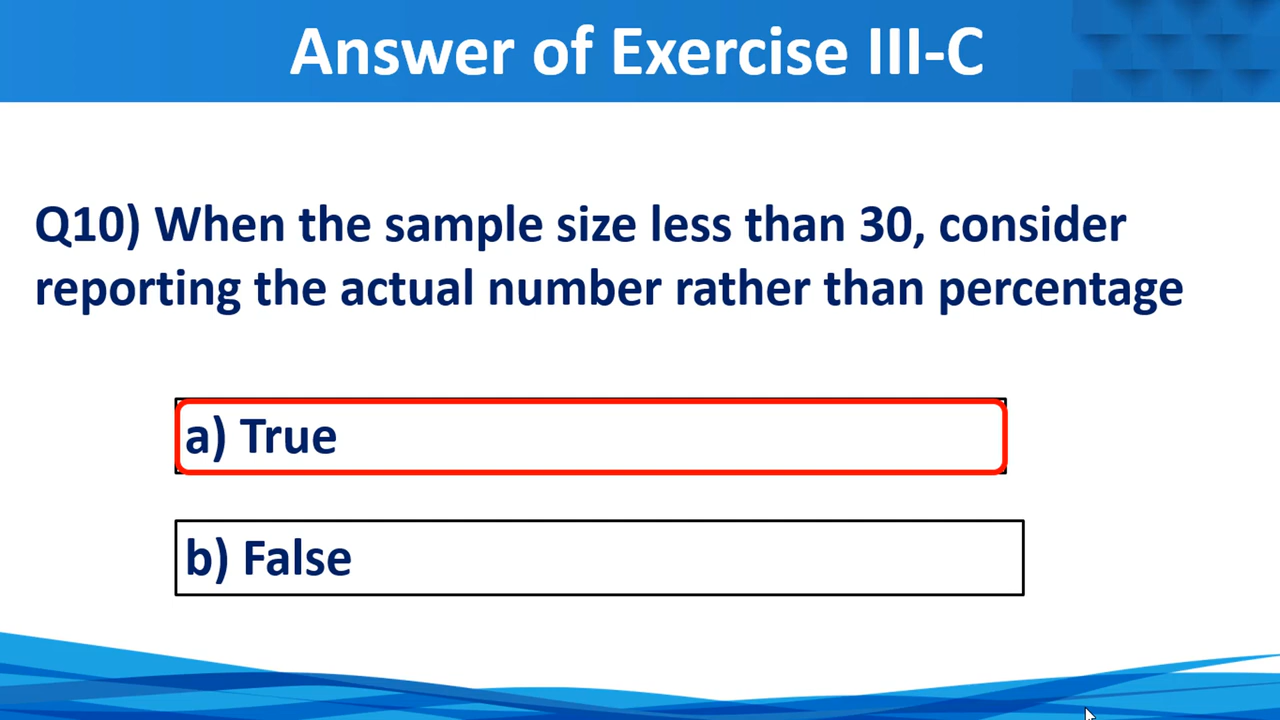 Answer of Exercise III-C
Q10) When the sample size less than 30, consider
reporting the actual number rather than percentage
a) True
b) False